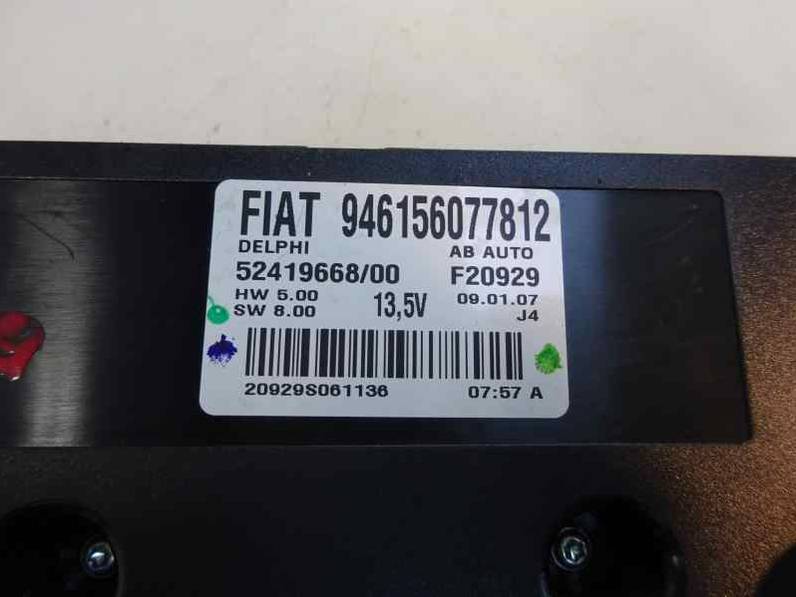 FIAT 946156077812
DELPHI AB AUTO
52419668/00 F20929
HW 5.00 13,5V 09.01.07
SW 8.00 J4
20929S061136 07:57 A